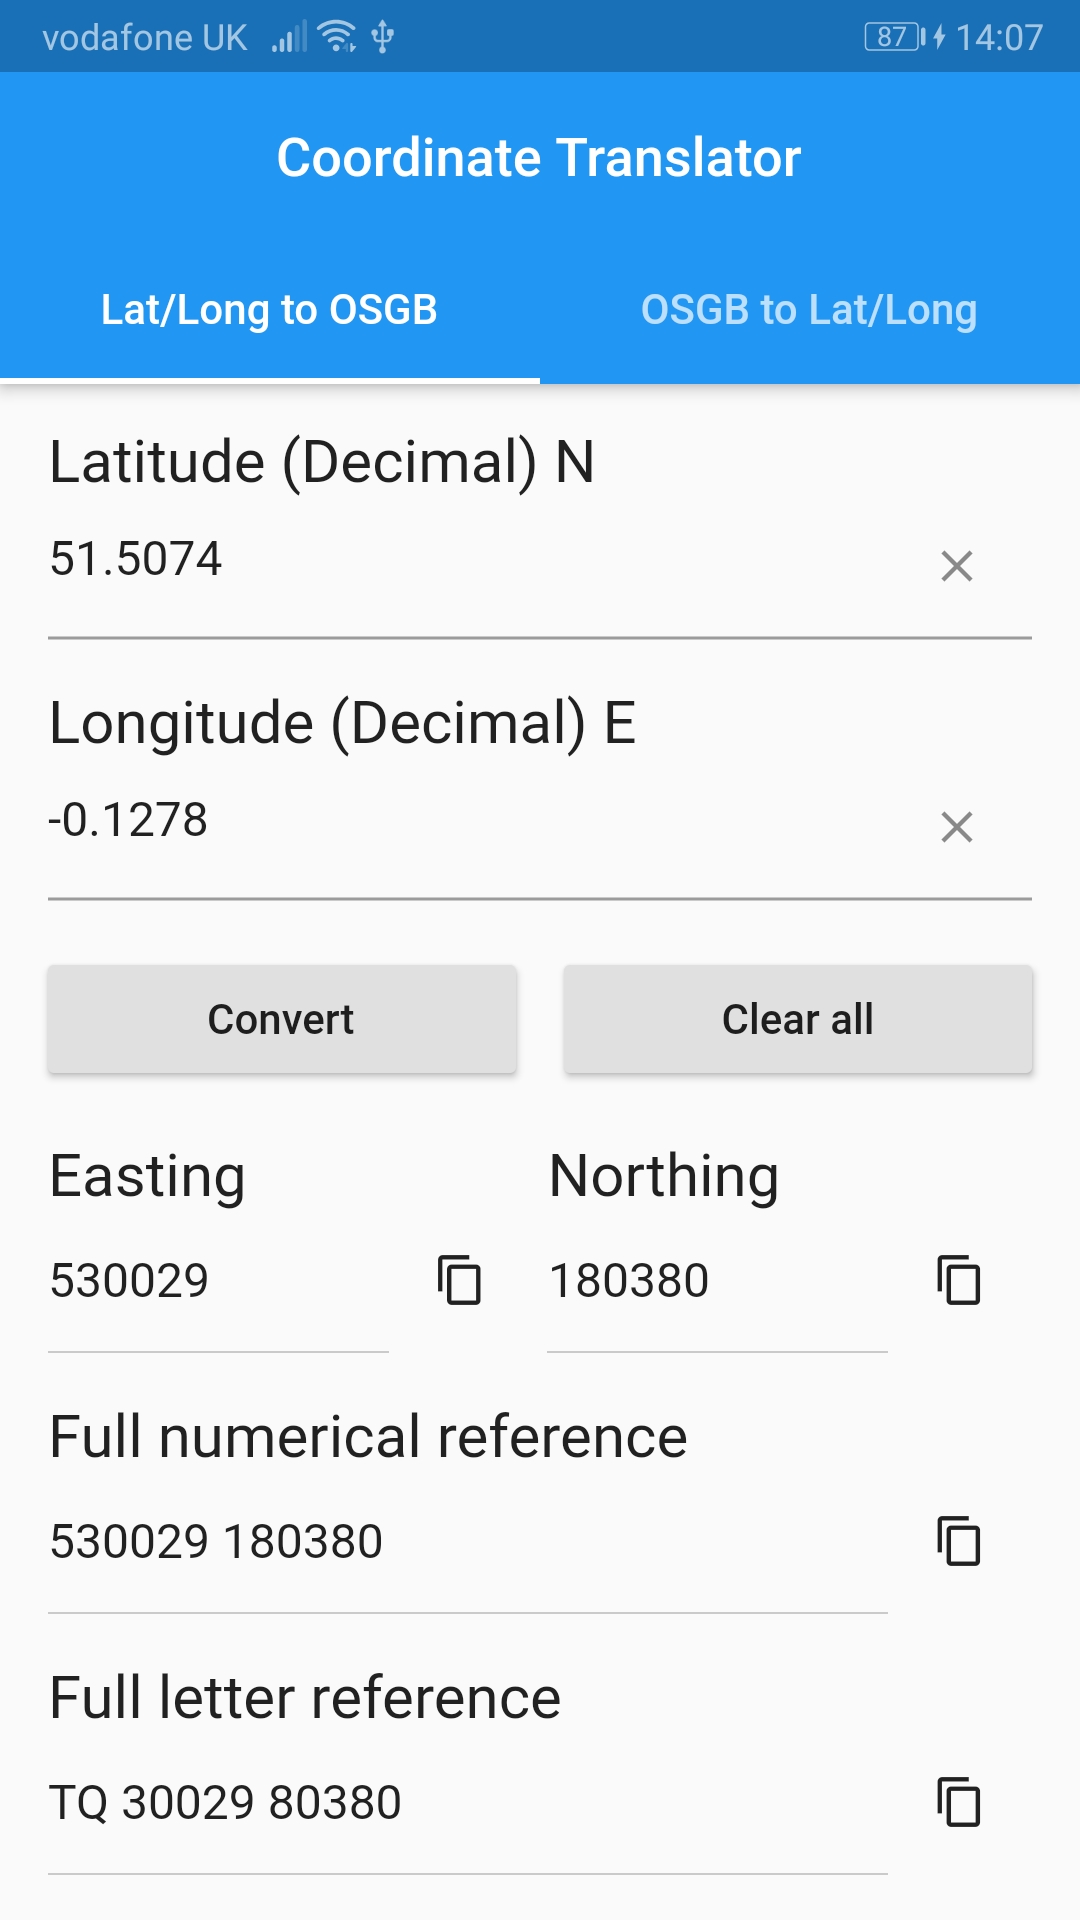 vodafone UK 87 14:07
Coordinate Translator
Lat/Long to OSGB OSGB to Lat/Long
Latitude (Decimal) N
51.5074
Longitude (Decimal) E
-0.1278
Convert Clear all
Easting Northing
530029 180380
Full numerical reference
530029 180380
Full letter reference
TQ 30029 80380